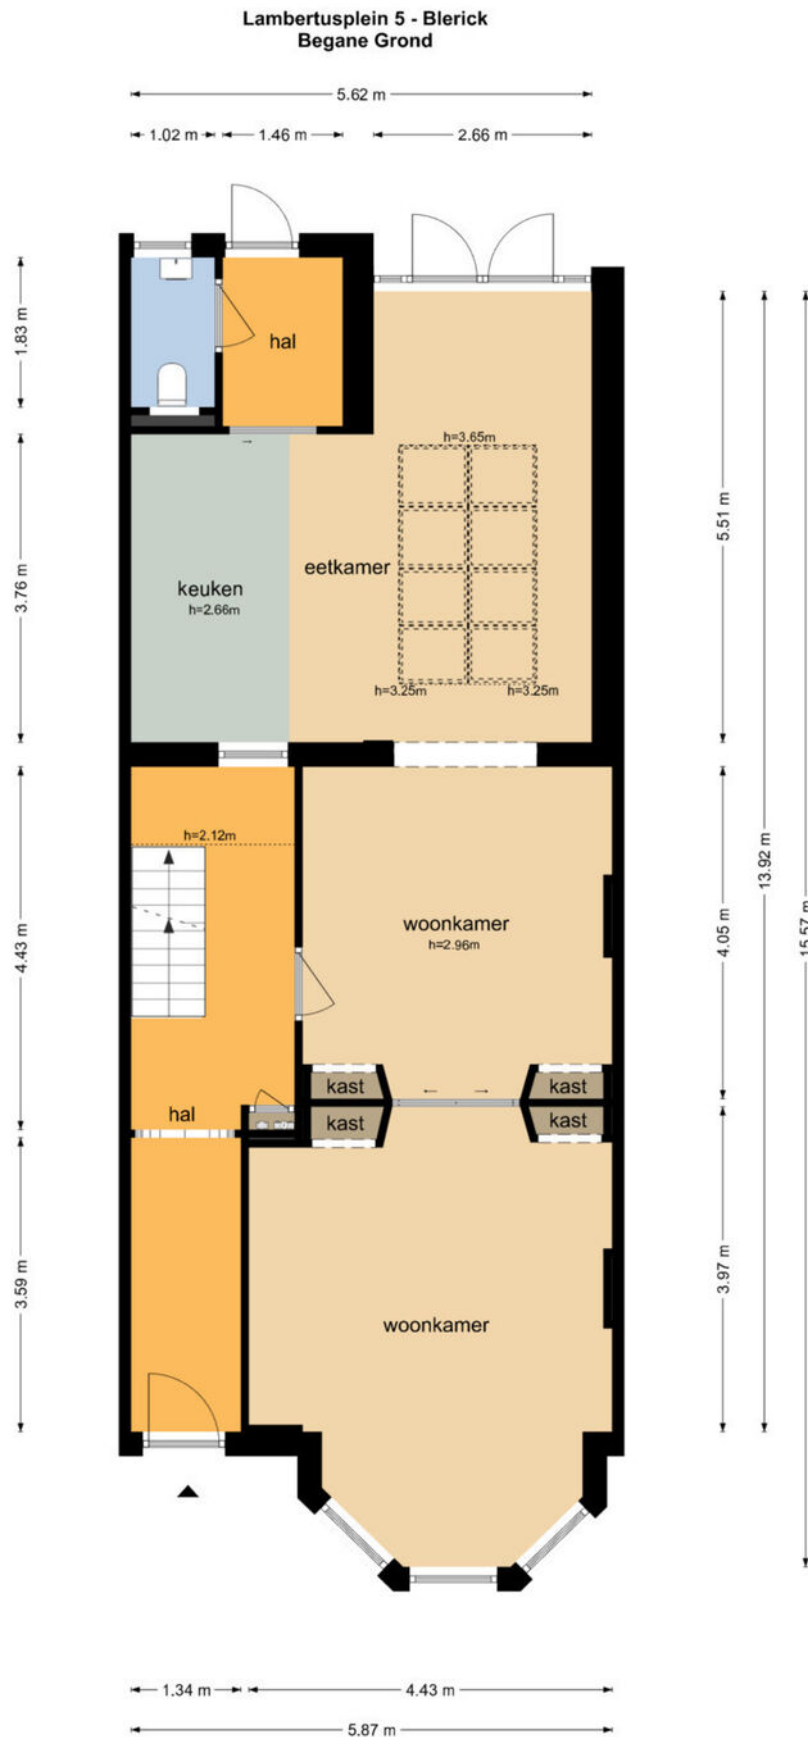 Lambertusplein 5 - Blerick
Begane Grond
5.62 m
1.02 m
1.46 m
2.66 m
1.83 m
hal
h=3.65m
3.76 m
keuken
h=2.66m
eetkamer
5.51 m
h=3.25m
h=3.25m
h=2.12m
4.43 m
woonkamer
h=2.96m
4.05 m
13.92 m
15.57 m
kast
kast
hal
kast
kast
3.59 m
woonkamer
3.97 m
1.34 m
4.43 m
5.87 m